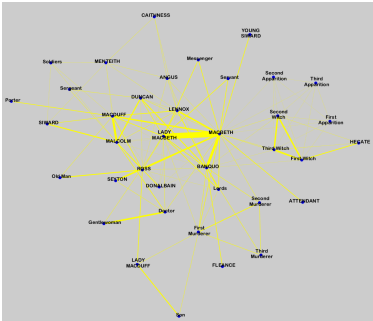 CAITHNESS
YOUNG
SIWARD
Soldiers
MENTEITH
Messenger
ANGUS
Servant
Second
Apparition
Third
Apparition
Servant
DUNCAN
Porter
LENNOX
MACDUFF
Second
Witch
First
Apparition
SIWARD
LADY
MACBETH
MACBETH
MALCOLM
Third Witch
HECATE
First Witch
ROSS
BANQUO
Old Man
SEYTON
DONALBAIN
Lords
Second
Murderer
ATTENDANT
Doctor
Gentlewoman
First
Murderer
Third
Murderer
LADY
MACDUFF
FLEANCE
Son